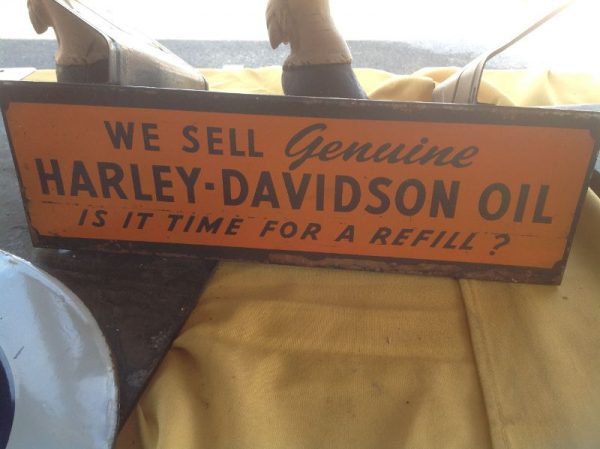 WE SELL Genuine
HARLEY-DAVIDSON OIL
IS IT TIME FOR A REFILL?